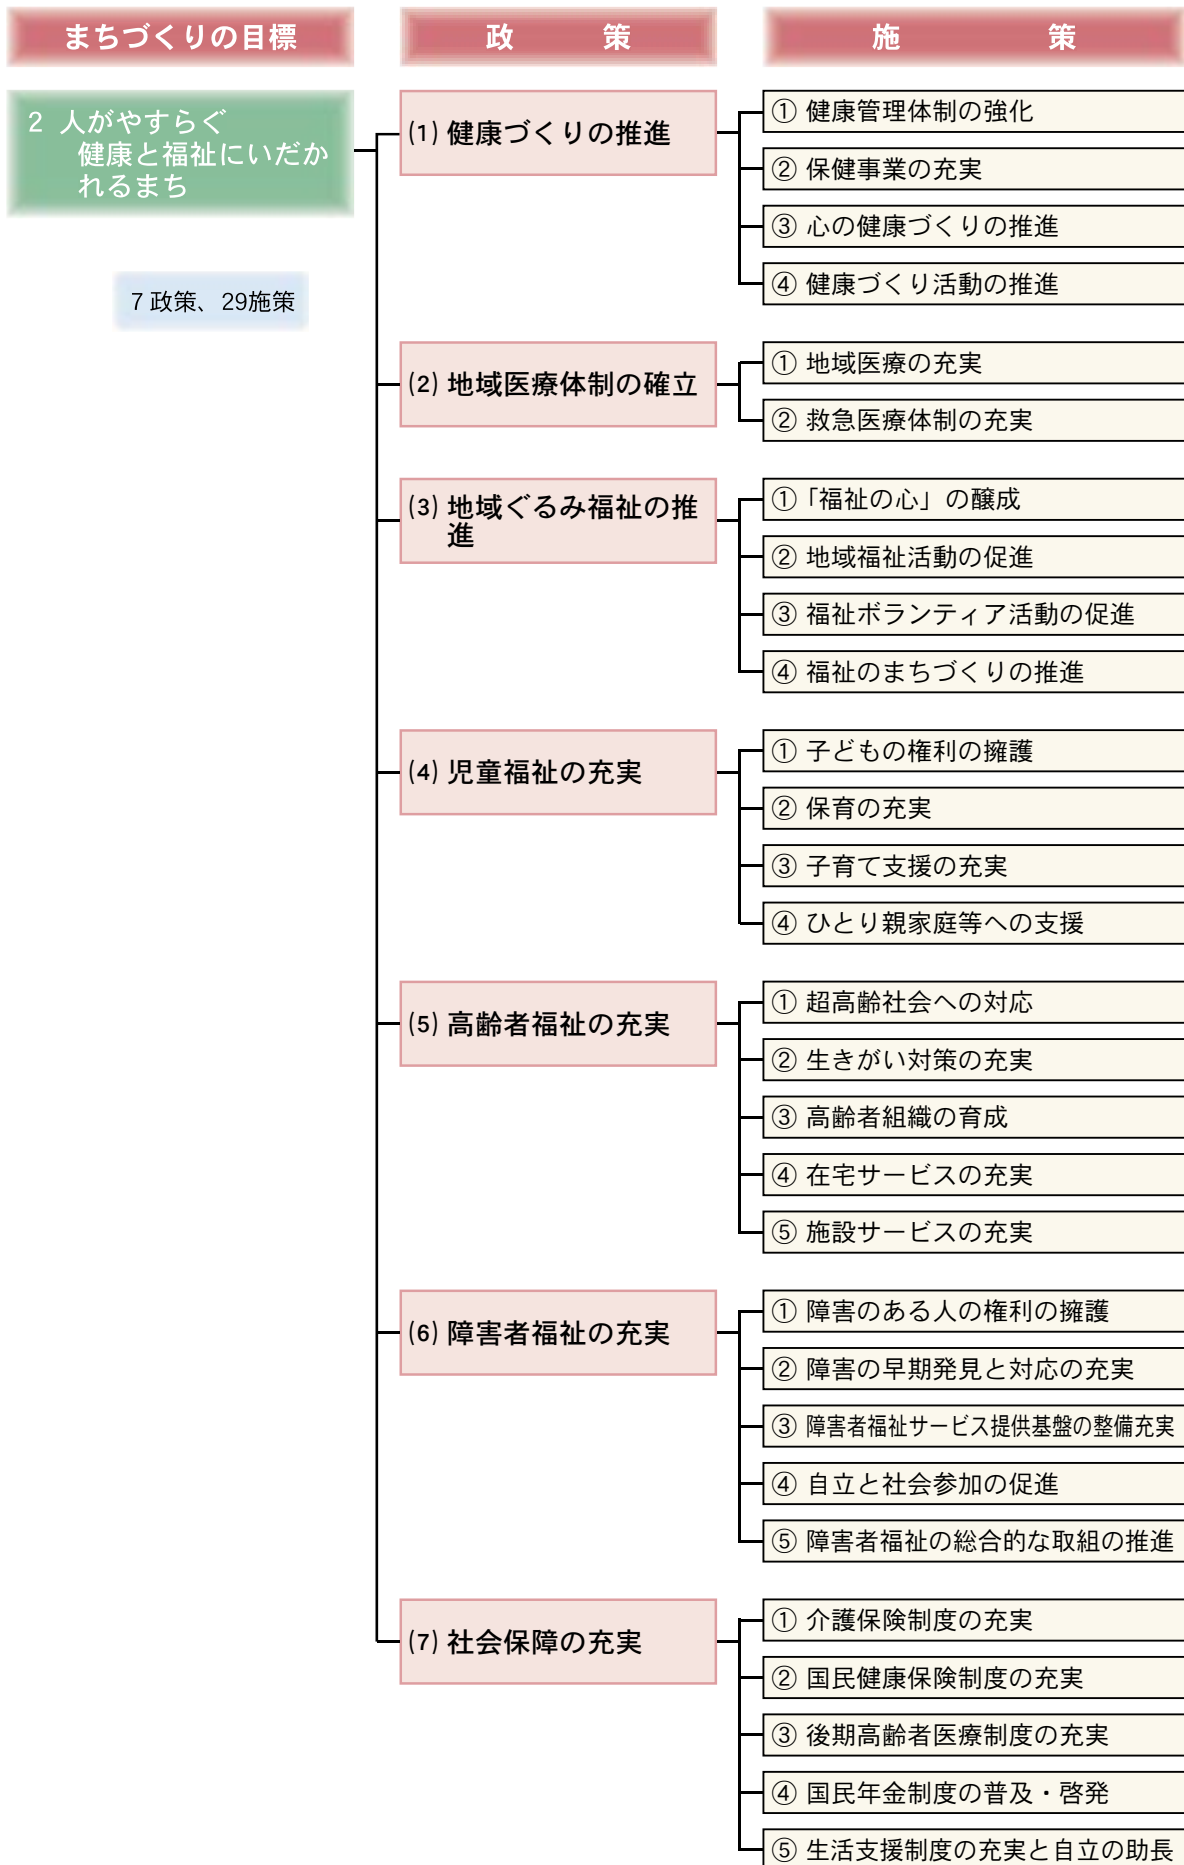 まちづくりの目標
政　策
施　策
2 人がやすらぐ
健康と福祉にいだか
れるまち
7政策、29施策
(1) 健康づくりの推進
① 健康管理体制の強化
② 保健事業の充実
③ 心の健康づくりの推進
④ 健康づくり活動の推進
(2) 地域医療体制の確立
① 地域医療の充実
② 救急医療体制の充実
(3) 地域ぐるみ福祉の推
進
① 「福祉の心」の醸成
② 地域福祉活動の促進
③ 福祉ボランティア活動の促進
④ 福祉のまちづくりの推進
(4) 児童福祉の充実
① 子どもの権利の擁護
② 保育の充実
③ 子育て支援の充実
④ ひとり親家庭等への支援
(5) 高齢者福祉の充実
① 超高齢社会への対応
② 生きがい対策の充実
③ 高齢者組織の育成
④ 在宅サービスの充実
⑤ 施設サービスの充実
(6) 障害者福祉の充実
① 障害のある人の権利の擁護
② 障害の早期発見と対応の充実
③ 障害者福祉サービス提供基盤の整備充実
④ 自立と社会参加の促進
⑤ 障害者福祉の総合的な取組の推進
(7) 社会保障の充実
① 介護保険制度の充実
② 国民健康保険制度の充実
③ 後期高齢者医療制度の充実
④ 国民年金制度の普及・啓発
⑤ 生活支援制度の充実と自立の助長